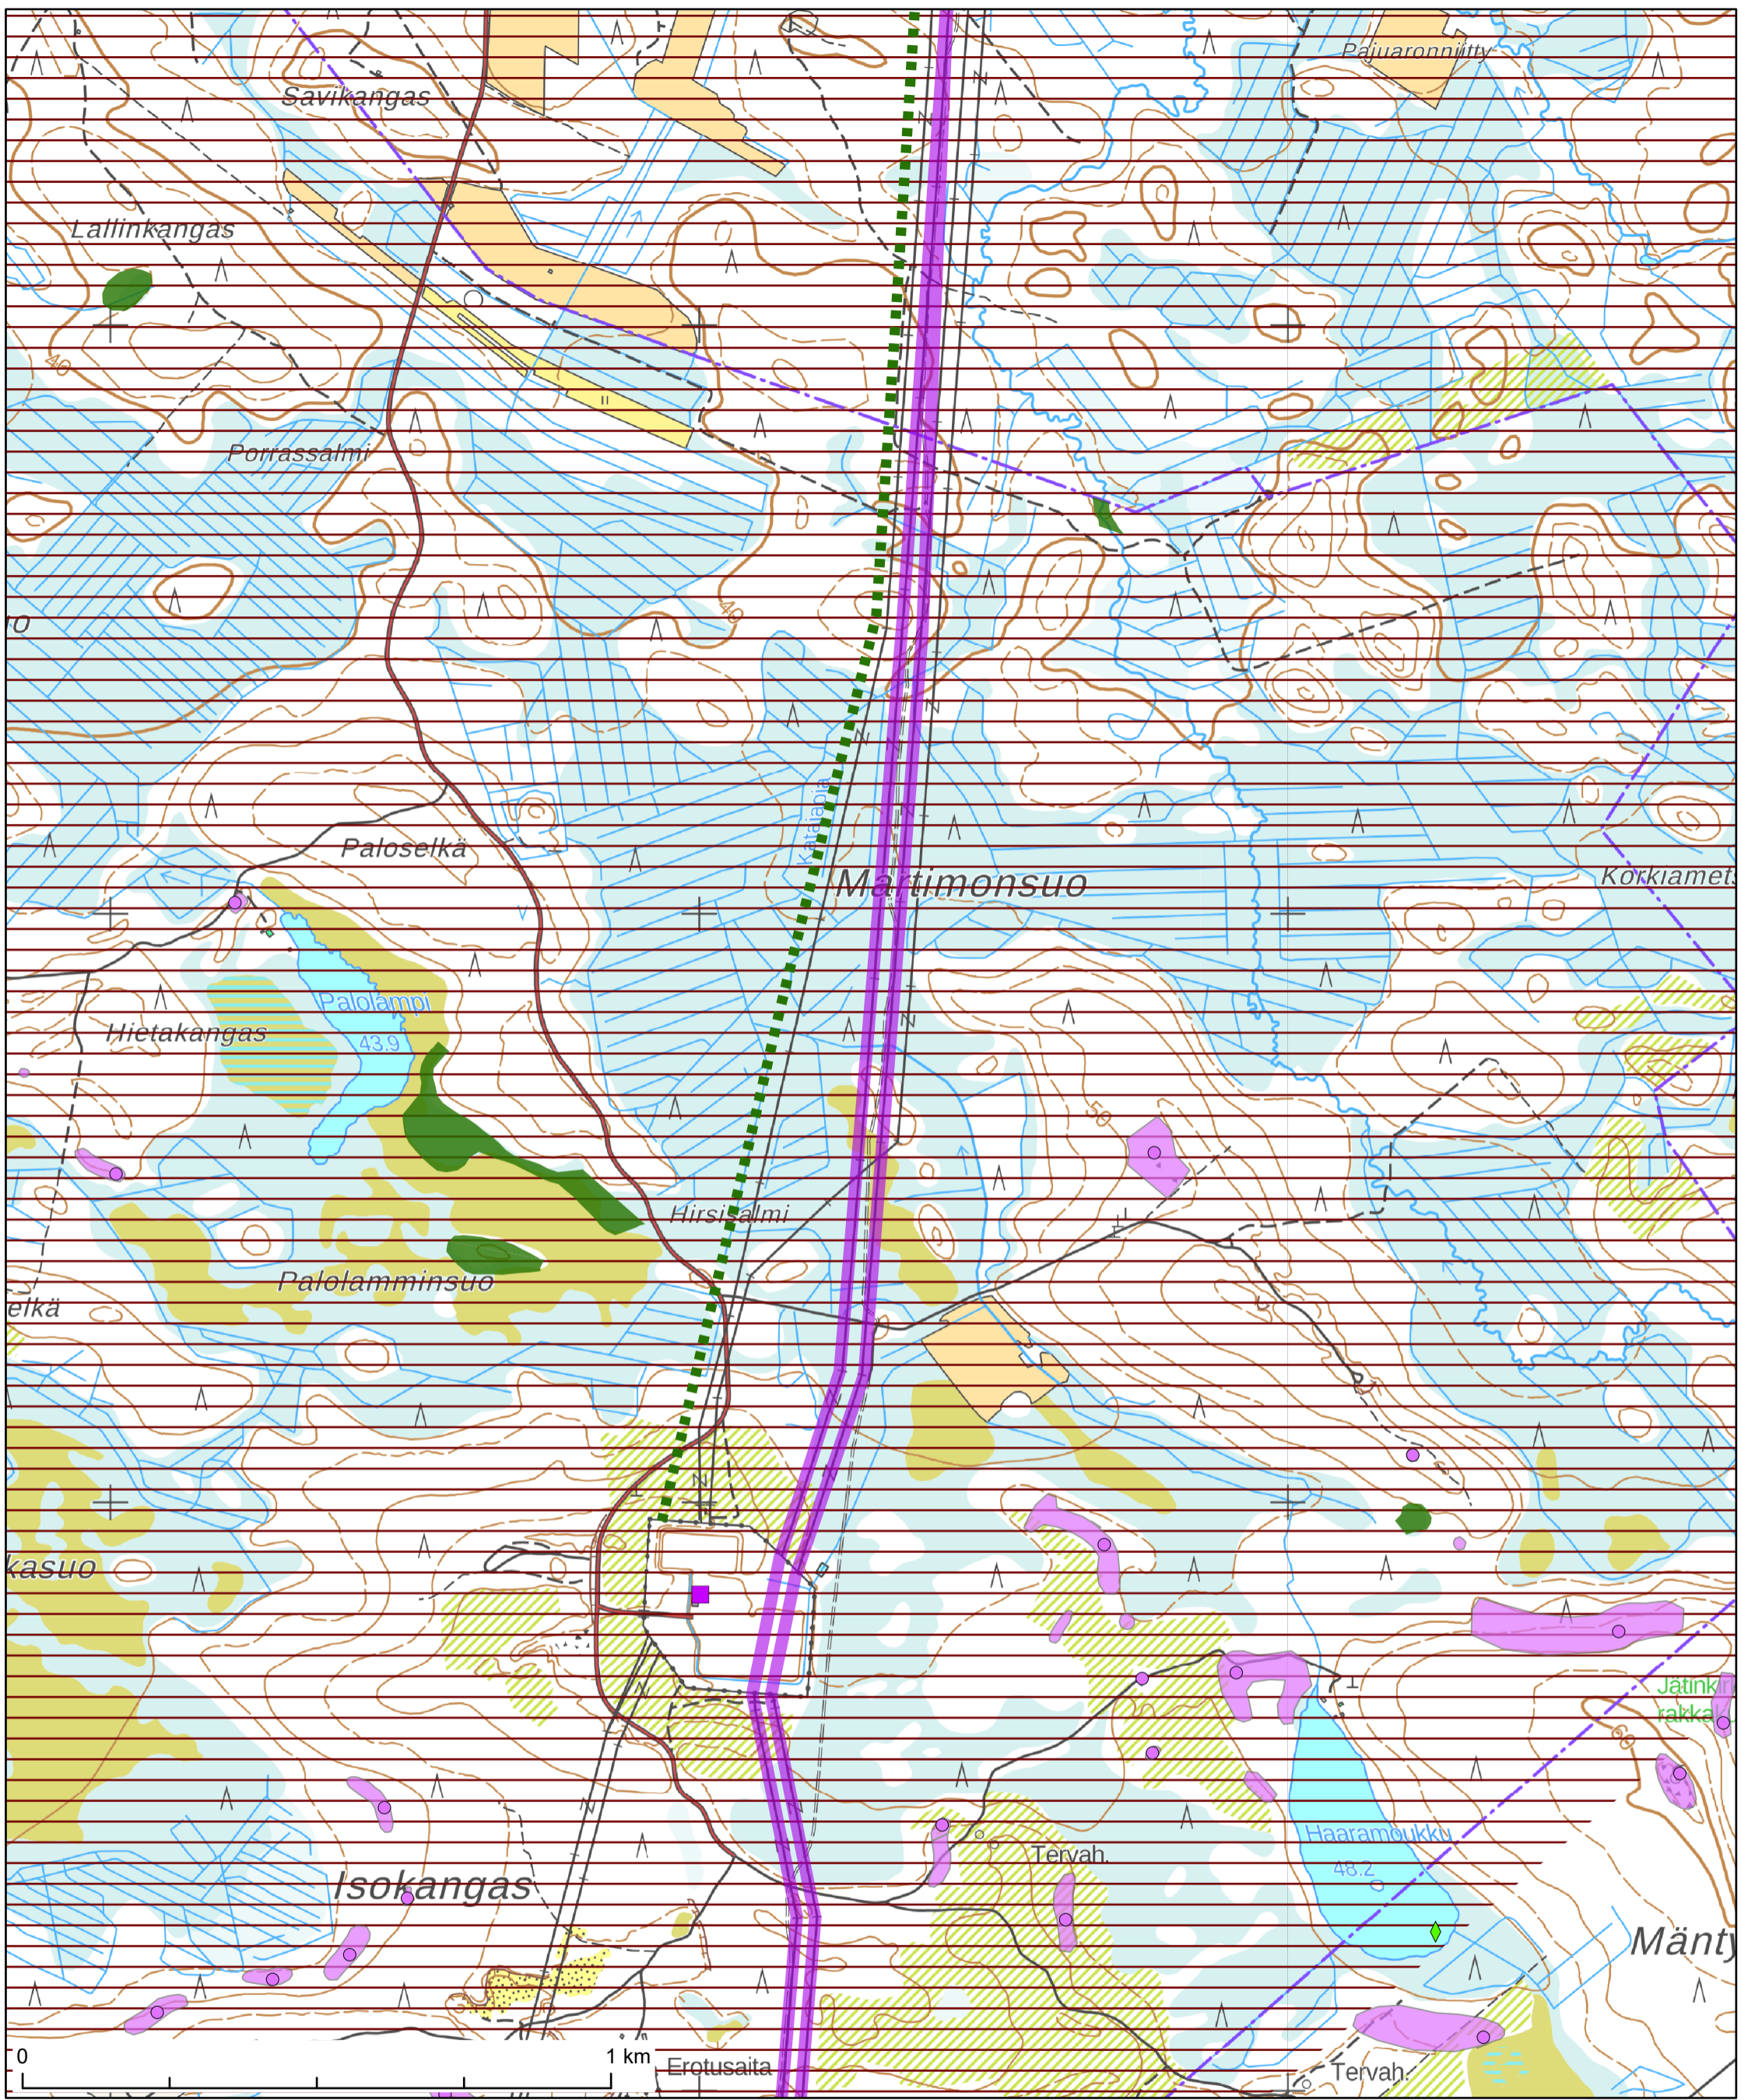 Pajuaronniitty
Savikangas
Lallinkangas
40
Porrassalmi
40
Paloselkä
Katajaoja
Martimonsuo
Korkiamets
Palolampi
43.9
Hietakangas
50
Hirsisalmi
Palolamminsuo
elkä
kasuo
Jätinki
rakka
60
Haaramoukku
48.2
Tervah.
Isokangas
Mänty
0
1 km
Erotusaita
Tervah.